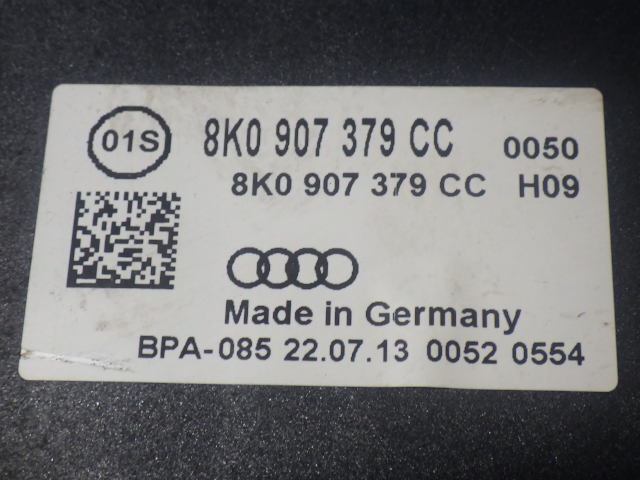 01S 8K0 907 379 CC 0050
8K0 907 379 CC H09
Made in Germany
BPA-085 22.07.13 0052 0554